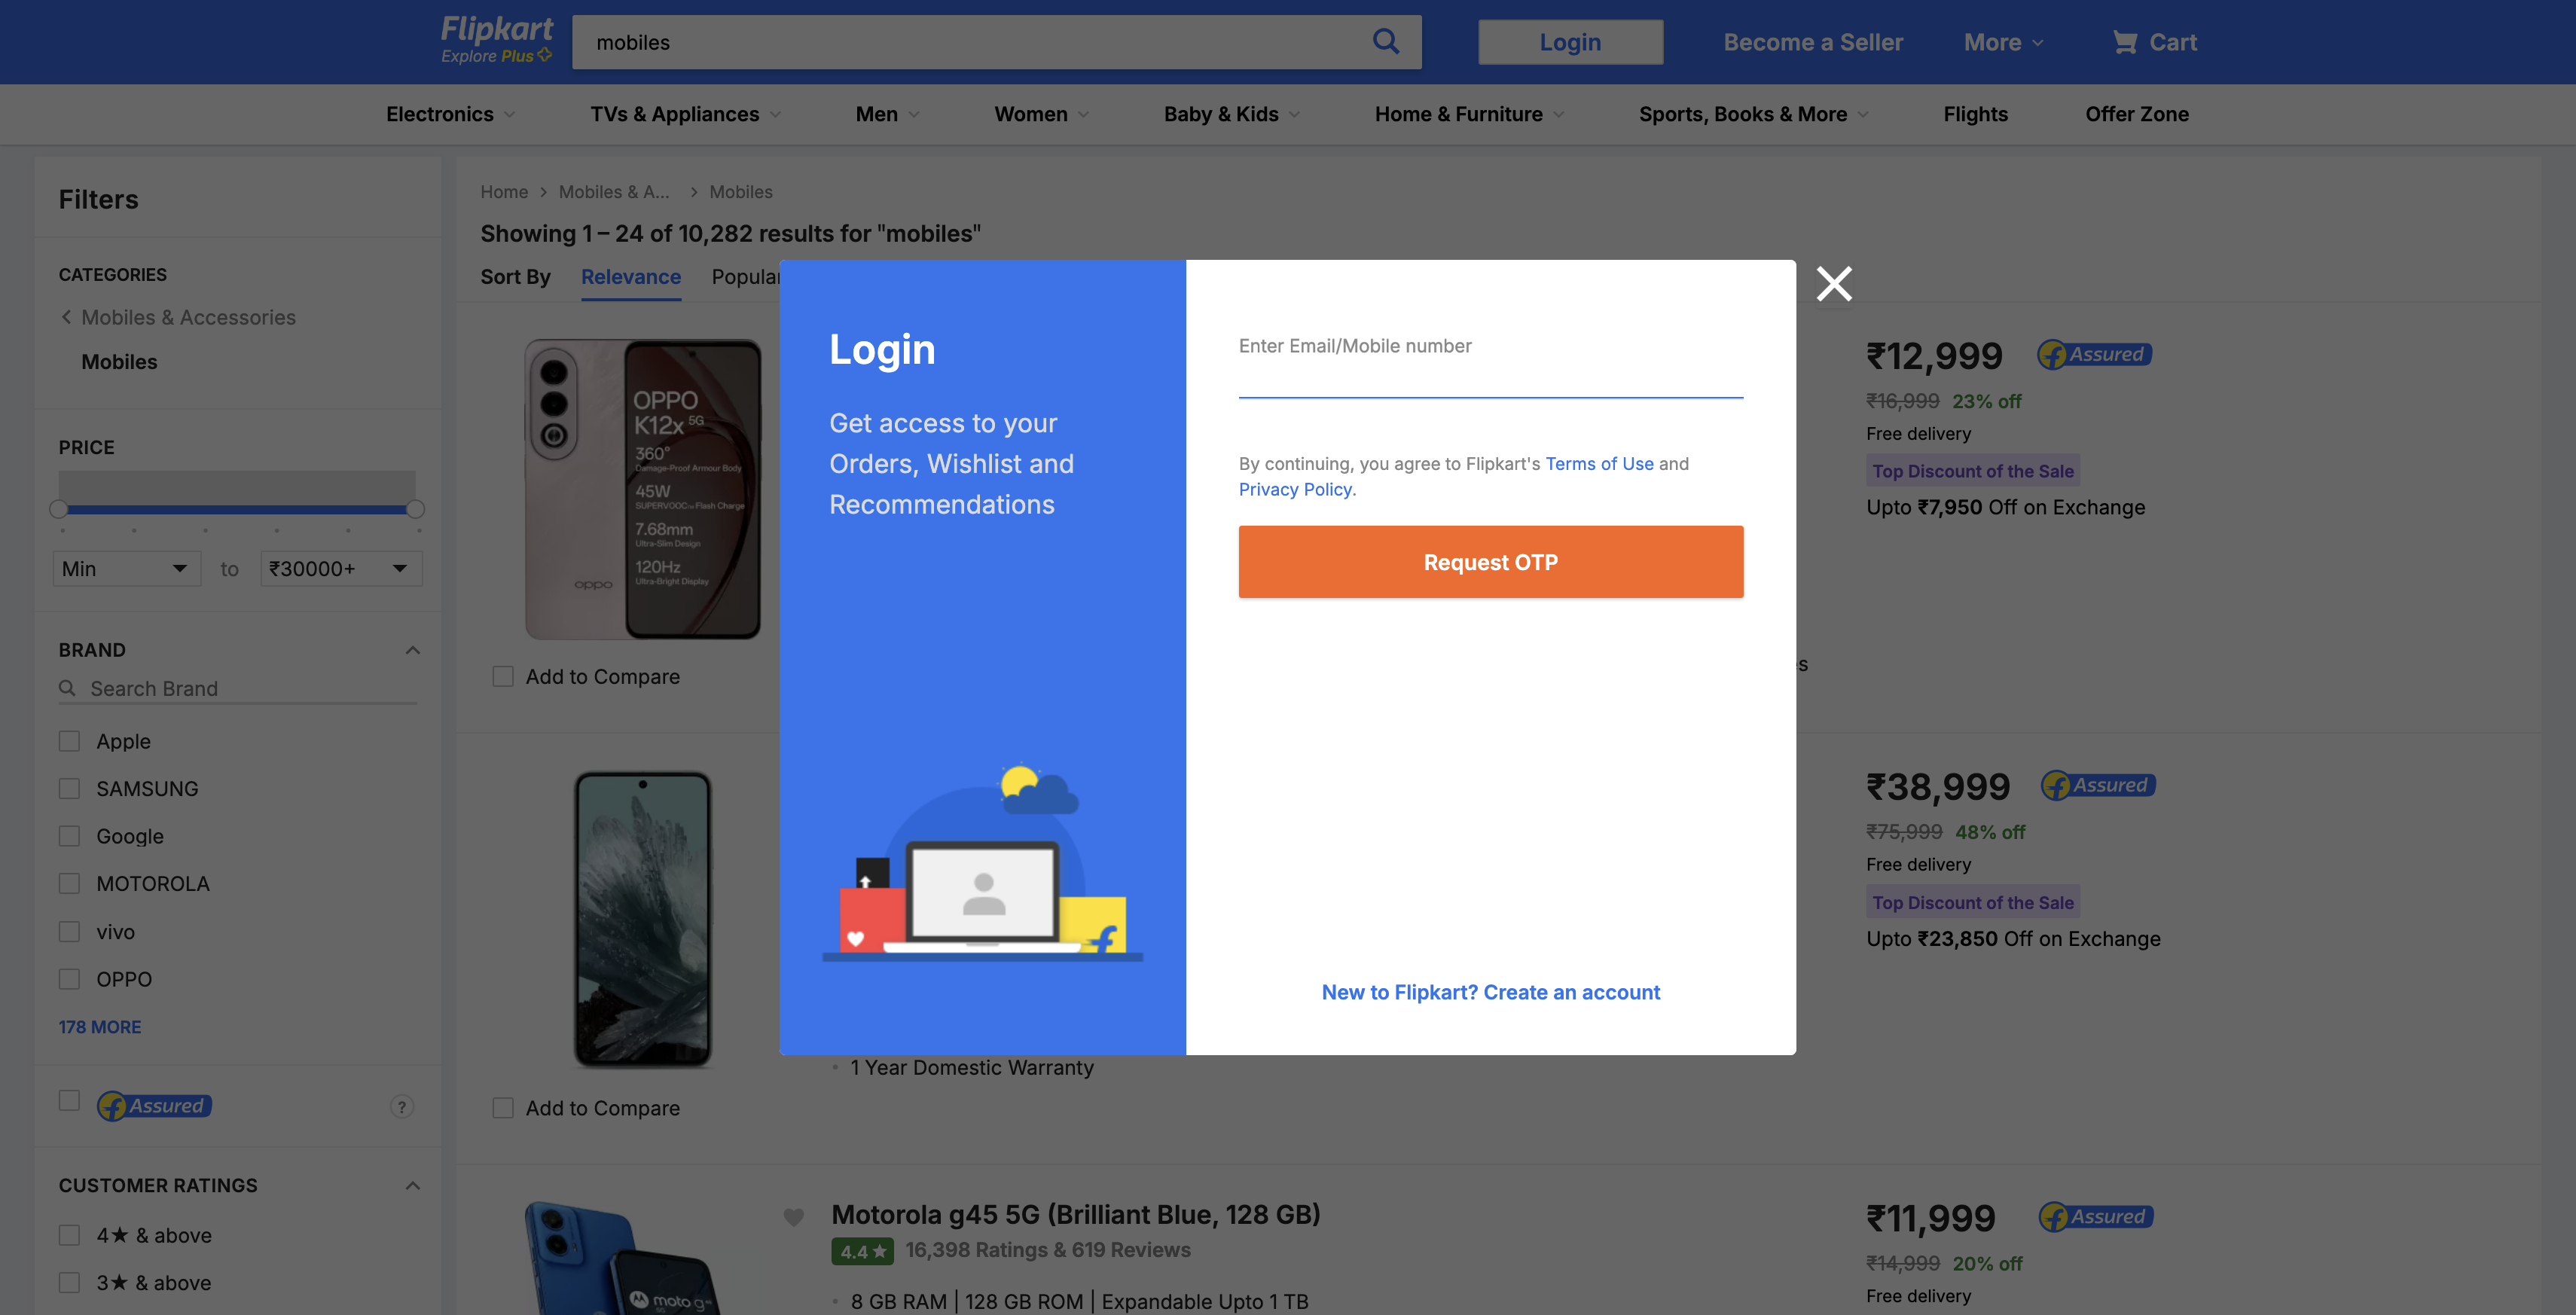 Flipkart
Explore Plus
mobiles
Login
Become a Seller
More
Cart
Electronics
TVs & Appliances
Men
Women
Baby & Kids
Home & Furniture
Sports, Books & More
Flights
Offer Zone
Filters
CATEGORIES
Mobiles & Accessories
Mobiles
PRICE
Min to ₹30000+
BRAND
Search Brand
Apple
SAMSUNG
Google
MOTOROLA
vivo
OPPO
178 MORE
Assured
?
CUSTOMER RATINGS
4★ & above
3★ & above
Home > Mobiles & A... > Mobiles
Showing 1 – 24 of 10,282 results for "mobiles"
Sort By Relevance Popular
OPPO
K12x 5G
360°
Damage-Proof Armour Body
45W
SUPERVOOC™ Flash Charge
7.68mm
Ultra-Slim Design
120Hz
Ultra-Bright Display
oppo
Add to Compare
₹12,999 Assured
₹16,999 23% off
Free delivery
Top Discount of the Sale
Upto ₹7,950 Off on Exchange
Login
Get access to your
Orders, Wishlist and
Recommendations
Enter Email/Mobile number
By continuing, you agree to Flipkart's Terms of Use and
Privacy Policy.
Request OTP
New to Flipkart? Create an account
s
1 Year Domestic Warranty
Add to Compare
₹38,999 Assured
₹75,999 48% off
Free delivery
Top Discount of the Sale
Upto ₹23,850 Off on Exchange
Motorola g45 5G (Brilliant Blue, 128 GB)
4.4★ 16,398 Ratings & 619 Reviews
8 GB RAM | 128 GB ROM | Expandable Upto 1 TB
moto g
₹11,999 Assured
₹14,999 20% off
Free delivery